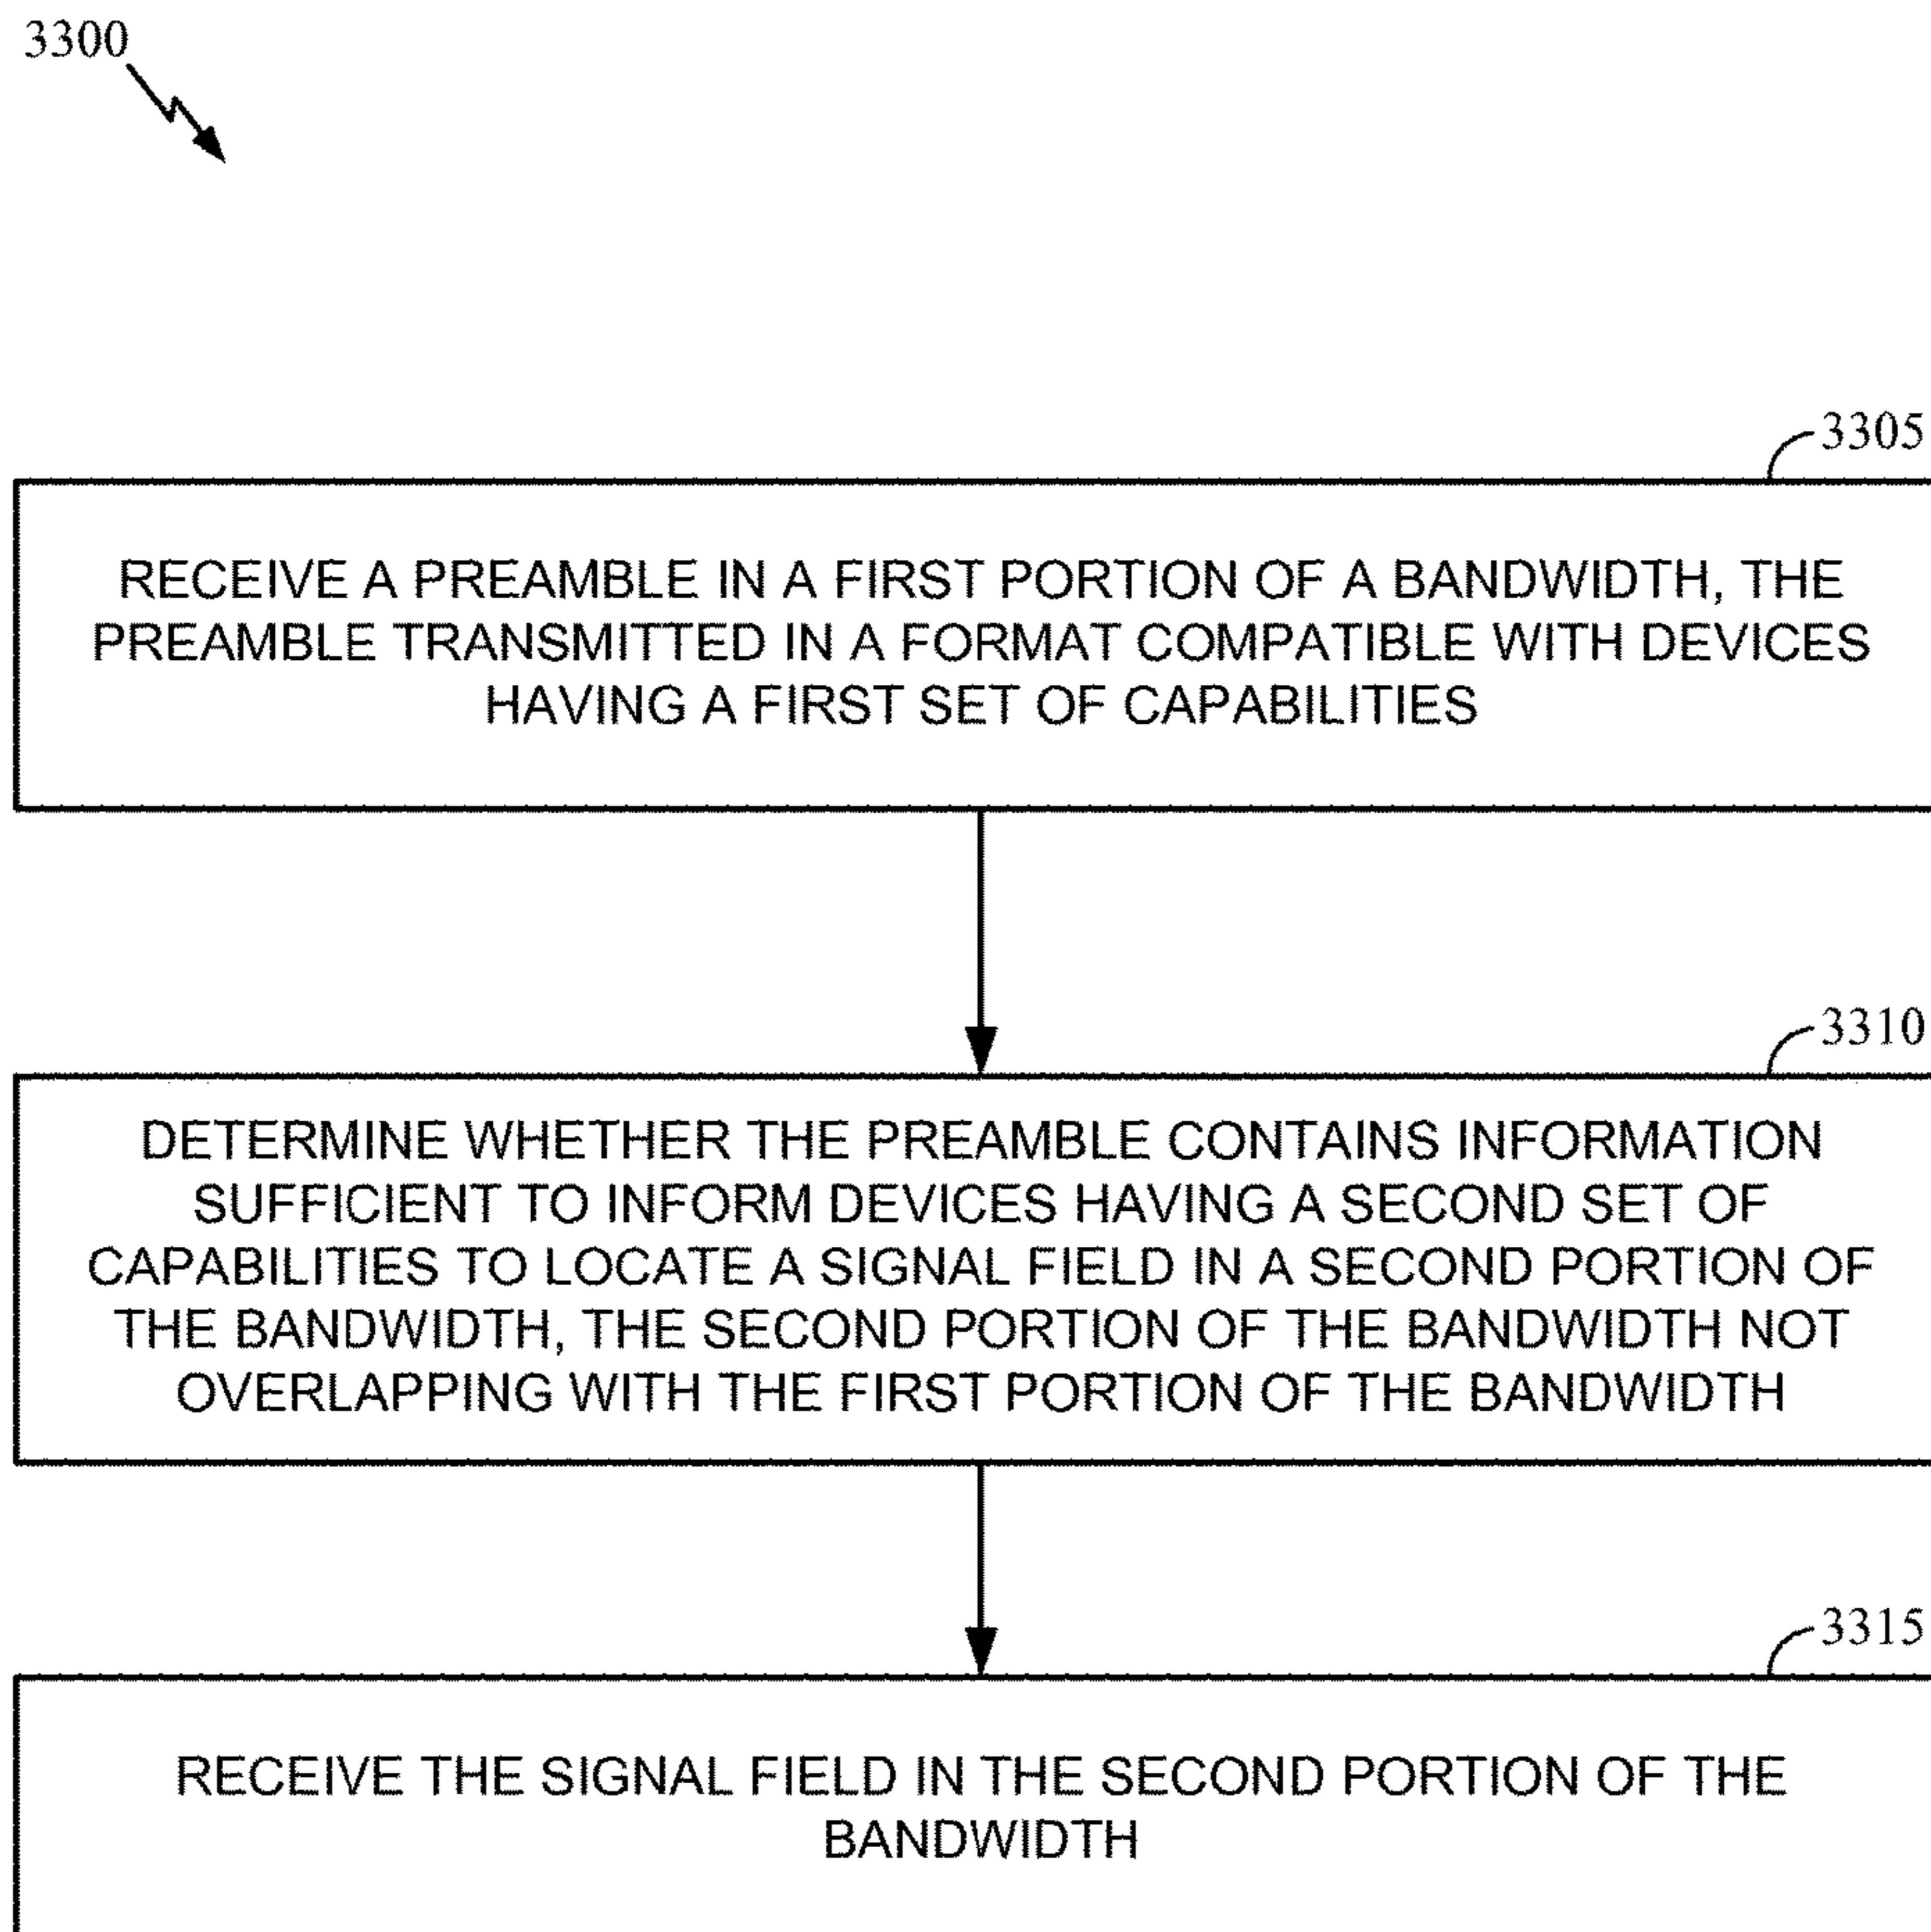 3300
3305
RECEIVE A PREAMBLE IN A FIRST PORTION OF A BANDWIDTH, THE
PREAMBLE TRANSMITTED IN A FORMAT COMPATIBLE WITH DEVICES
HAVING A FIRST SET OF CAPABILITIES
3310
DETERMINE WHETHER THE PREAMBLE CONTAINS INFORMATION
SUFFICIENT TO INFORM DEVICES HAVING A SECOND SET OF
CAPABILITIES TO LOCATE A SIGNAL FIELD IN A SECOND PORTION OF
THE BANDWIDTH, THE SECOND PORTION OF THE BANDWIDTH NOT
OVERLAPPING WITH THE FIRST PORTION OF THE BANDWIDTH
3315
RECEIVE THE SIGNAL FIELD IN THE SECOND PORTION OF THE
BANDWIDTH